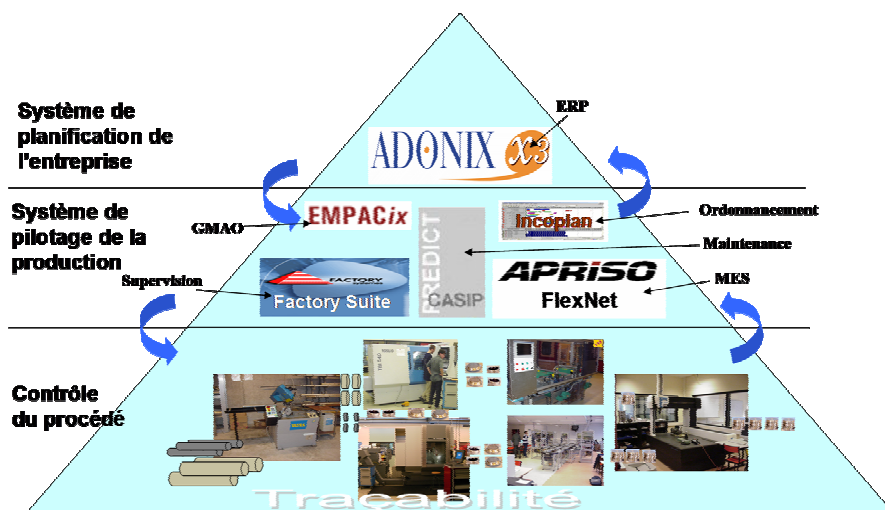 Système de
planification de
l'entreprise
ERP
ADONIX X3
Système de
pilotage de la
production
GMAO
EMPACix
PREDICT
CASIP
Incoplan
Ordonnancement
Maintenance
Supervision
FACTORY
Factory Suite
APRISO
FlexNet
MES
Contrôle
du procédé
Traçabilité